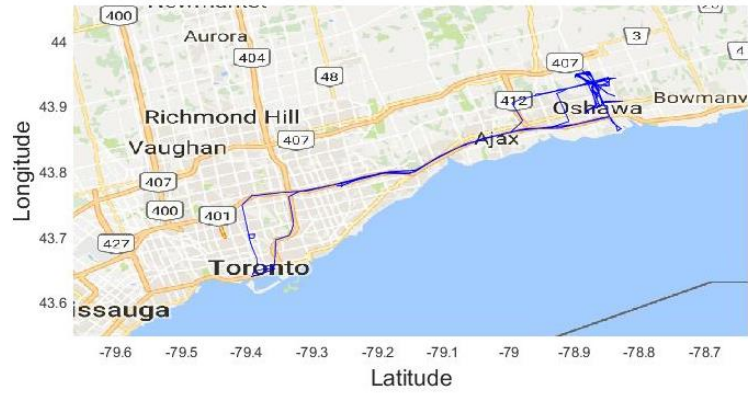 400
Aurora
404
48
3
407
4
44
43.9
43.8
43.7
43.6
Longitude
Richmond Hill
407
Vaughan
407
400
401
427
Toronto
issauga
412
Oshawa
Bowmanv
Ajax
-79.6
-79.5
-79.4
-79.3
-79.2
-79.1
-79
-78.9
-78.8
-78.7
Latitude